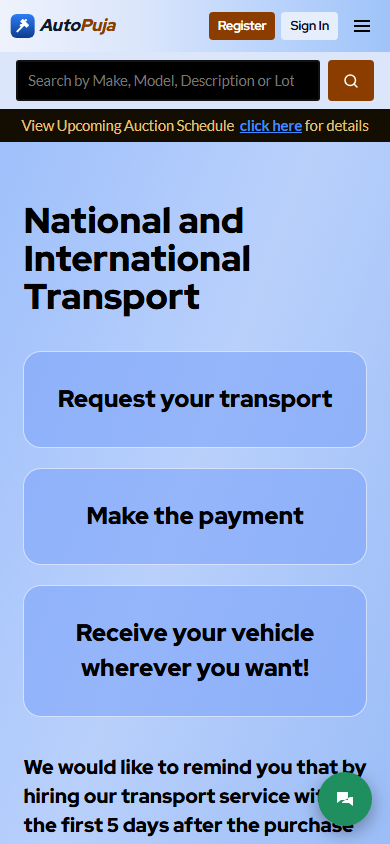 AutoPuja
Register
Sign In
Search by Make, Model, Description or Lot
View Upcoming Auction Schedule click here for details
National and
International
Transport
Request your transport
Make the payment
Receive your vehicle
wherever you want!
We would like to remind you that by
hiring our transport service
the first 5 days after the purchase